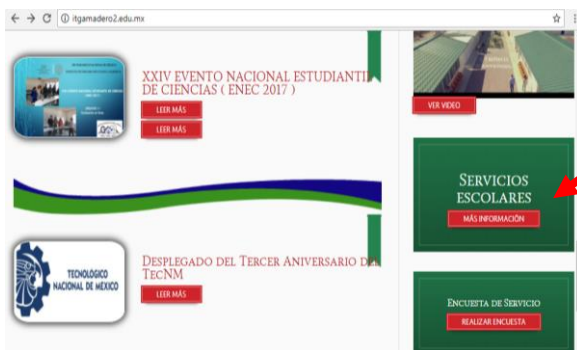 itgamadero2.edu.mx
XXIV EVENTO NACIONAL ESTUDIANTIL
DE CIENCIAS ( ENEC 2017 )
LEER MÁS
LEER MÁS
VER VIDEO
SERVICIOS
ESCOLARES
MÁS INFORMACIÓN
TECNOLÓGICO
NACIONAL DE MÉXICO
DESPLEGADO DEL TERCER ANIVERSARIO DEL
TECNM
LEER MÁS
ENCUESTA DE SERVICIO
REALIZAR ENCUESTA